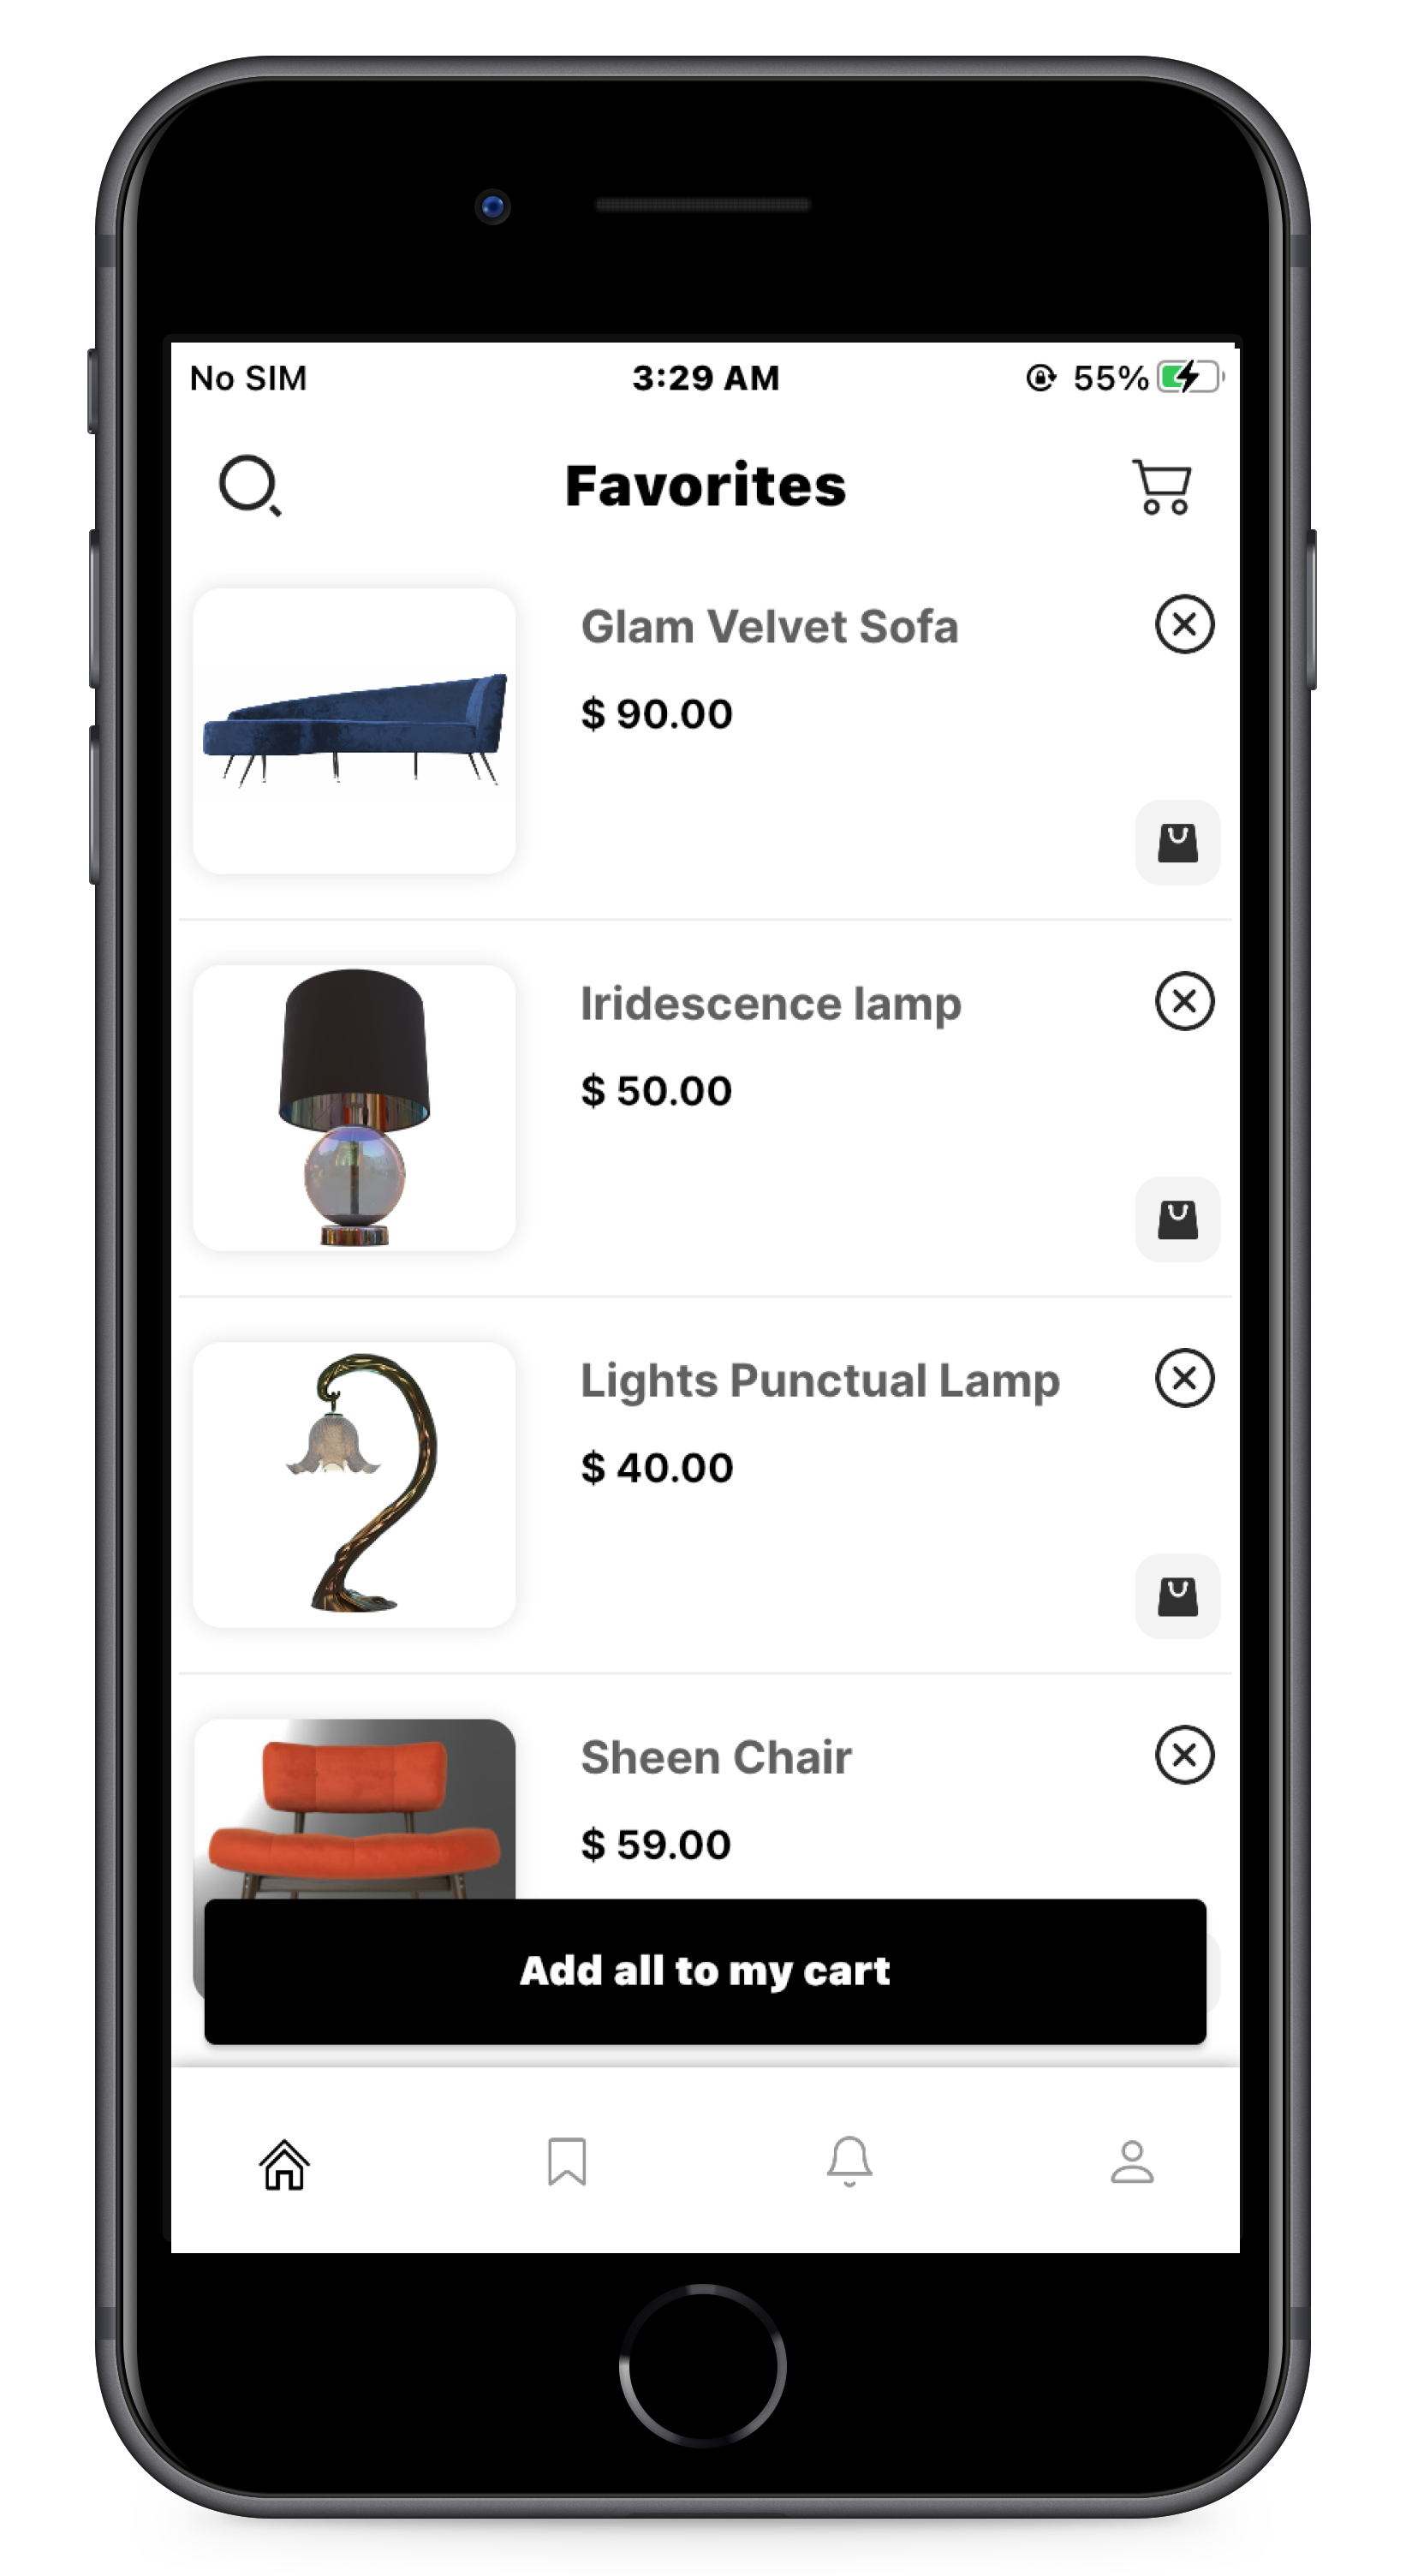 No SIM 3:29 AM 55%
Favorites
Glam Velvet Sofa
$ 90.00
Iridescence lamp
$ 50.00
Lights Punctual Lamp
$ 40.00
Sheen Chair
$ 59.00
Add all to my cart